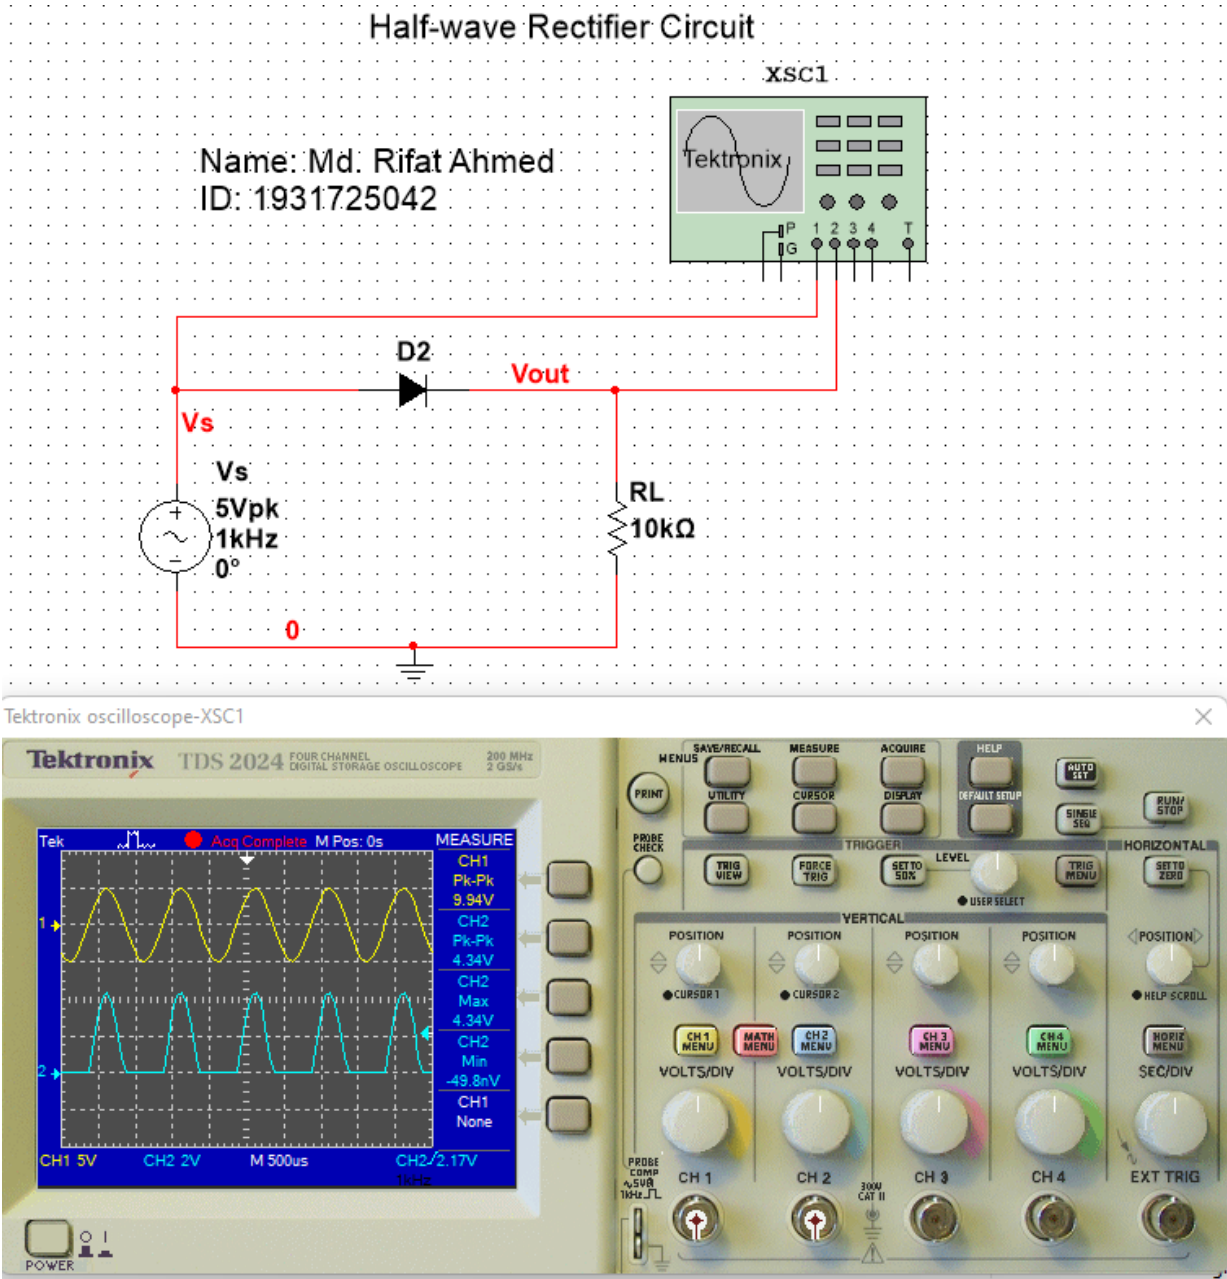 Half-wave Rectifier Circuit
XSC1
Name: Md. Rifat Ahmed
ID: 1931725042
Tektronix
P 1 2 3 4 T
G
D2
Vout
Vs
Vs
5Vpk
1kHz
0°
RL
10kΩ
0
Tektronix oscilloscope-XSC1
Tektronix TDS 2024 FOUR CHANNEL DIGITAL STORAGE OSCILLOSCOPE 200 MHz 2 GS/s
MENUS
SAVE/RECALL MEASURE ACQUIRE HELP
PRINT
AUTO SET
UTILITY CURSOR DISPLAY DEFAULT SETUP
SINGLE SEQ
RUN/STOP
PROBE CHECK
TRIGGER
HORIZONTAL
TRIG VIEW
FORCE TRIG
SET TO 50%
LEVEL
TRIG MENU
SET TO ZERO
USER SELECT
VERTICAL
POSITION POSITION POSITION POSITION POSITION
CURSOR 1 CURSOR 2 HELP SCROLL
CH 1 MENU
MATH MENU
CH 2 MENU
CH 3 MENU
CH 4 MENU
HORIZ MENU
VOLTS/DIV VOLTS/DIV VOLTS/DIV VOLTS/DIV SEC/DIV
PROBE COMP
~5V@
1kHz
CH 1 CH 2 CH 3 CH 4 EXT TRIG
300V
CAT II
Tek Acq Complete M Pos: 0s MEASURE
CH1
Pk-Pk
9.94V
CH2
Pk-Pk
4.34V
CH2
Max
4.34V
CH2
Min
-49.8nV
CH1
None
1
2
CH1 5V CH2 2V M 500us CH2 / 2.17V
1kHz
POWER